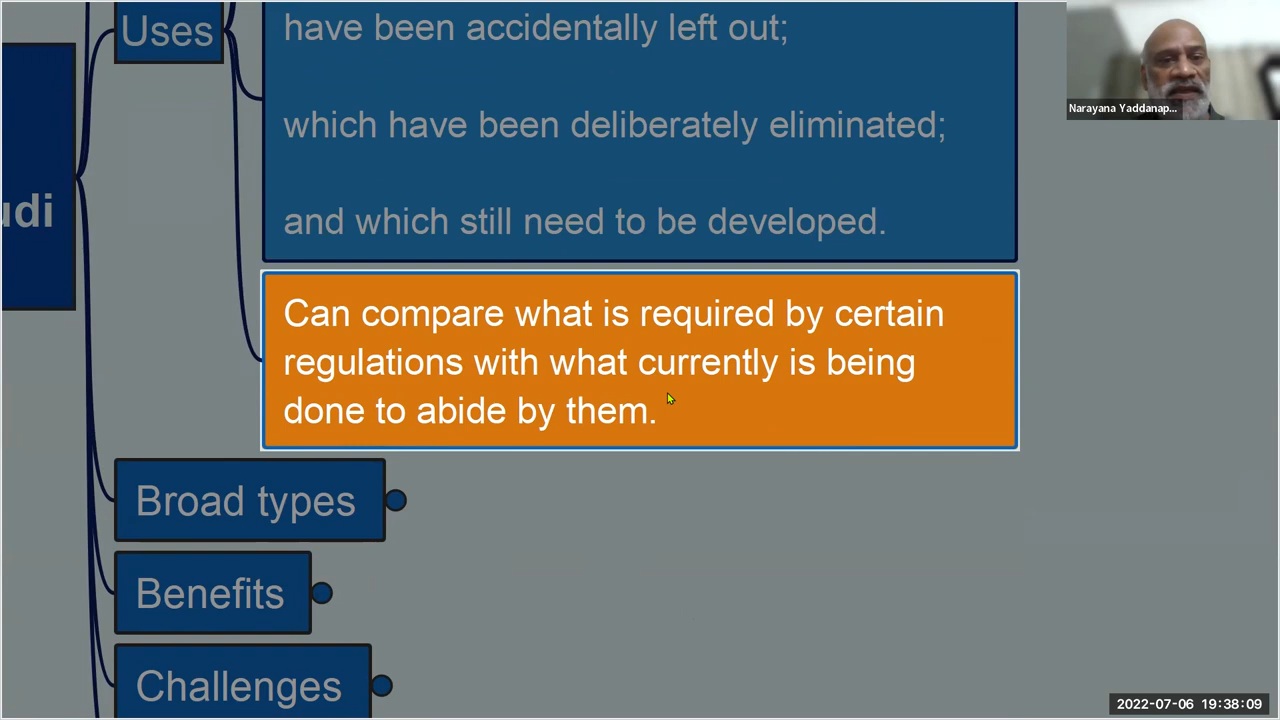 Uses
have been accidentally left out;
which have been deliberately eliminated;
and which still need to be developed.
Can compare what is required by certain
regulations with what currently is being
done to abide by them.
Broad types
Benefits
Challenges
Narayana Yaddanap...
2022-07-06 19:38:09